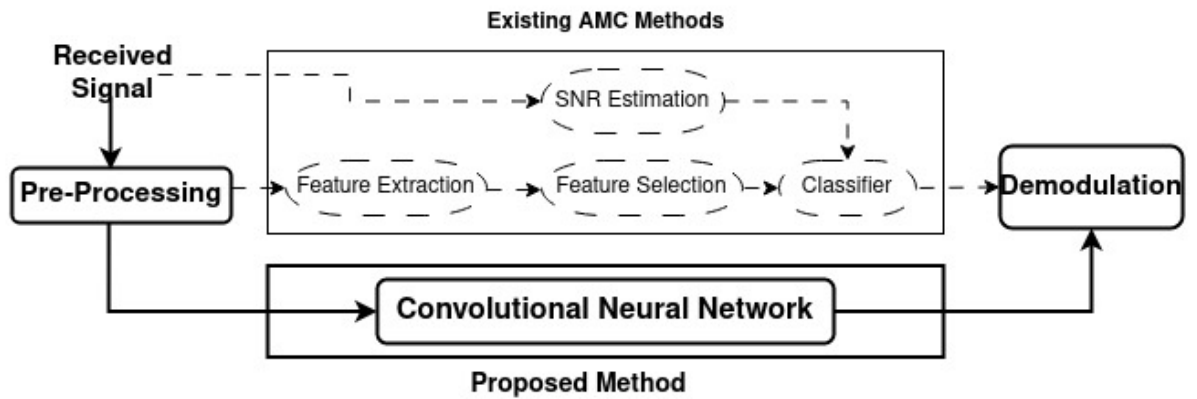 Existing AMC Methods
Received
Signal
SNR Estimation
Pre-Processing
Feature Extraction
Feature Selection
Classifier
Demodulation
Convolutional Neural Network
Proposed Method